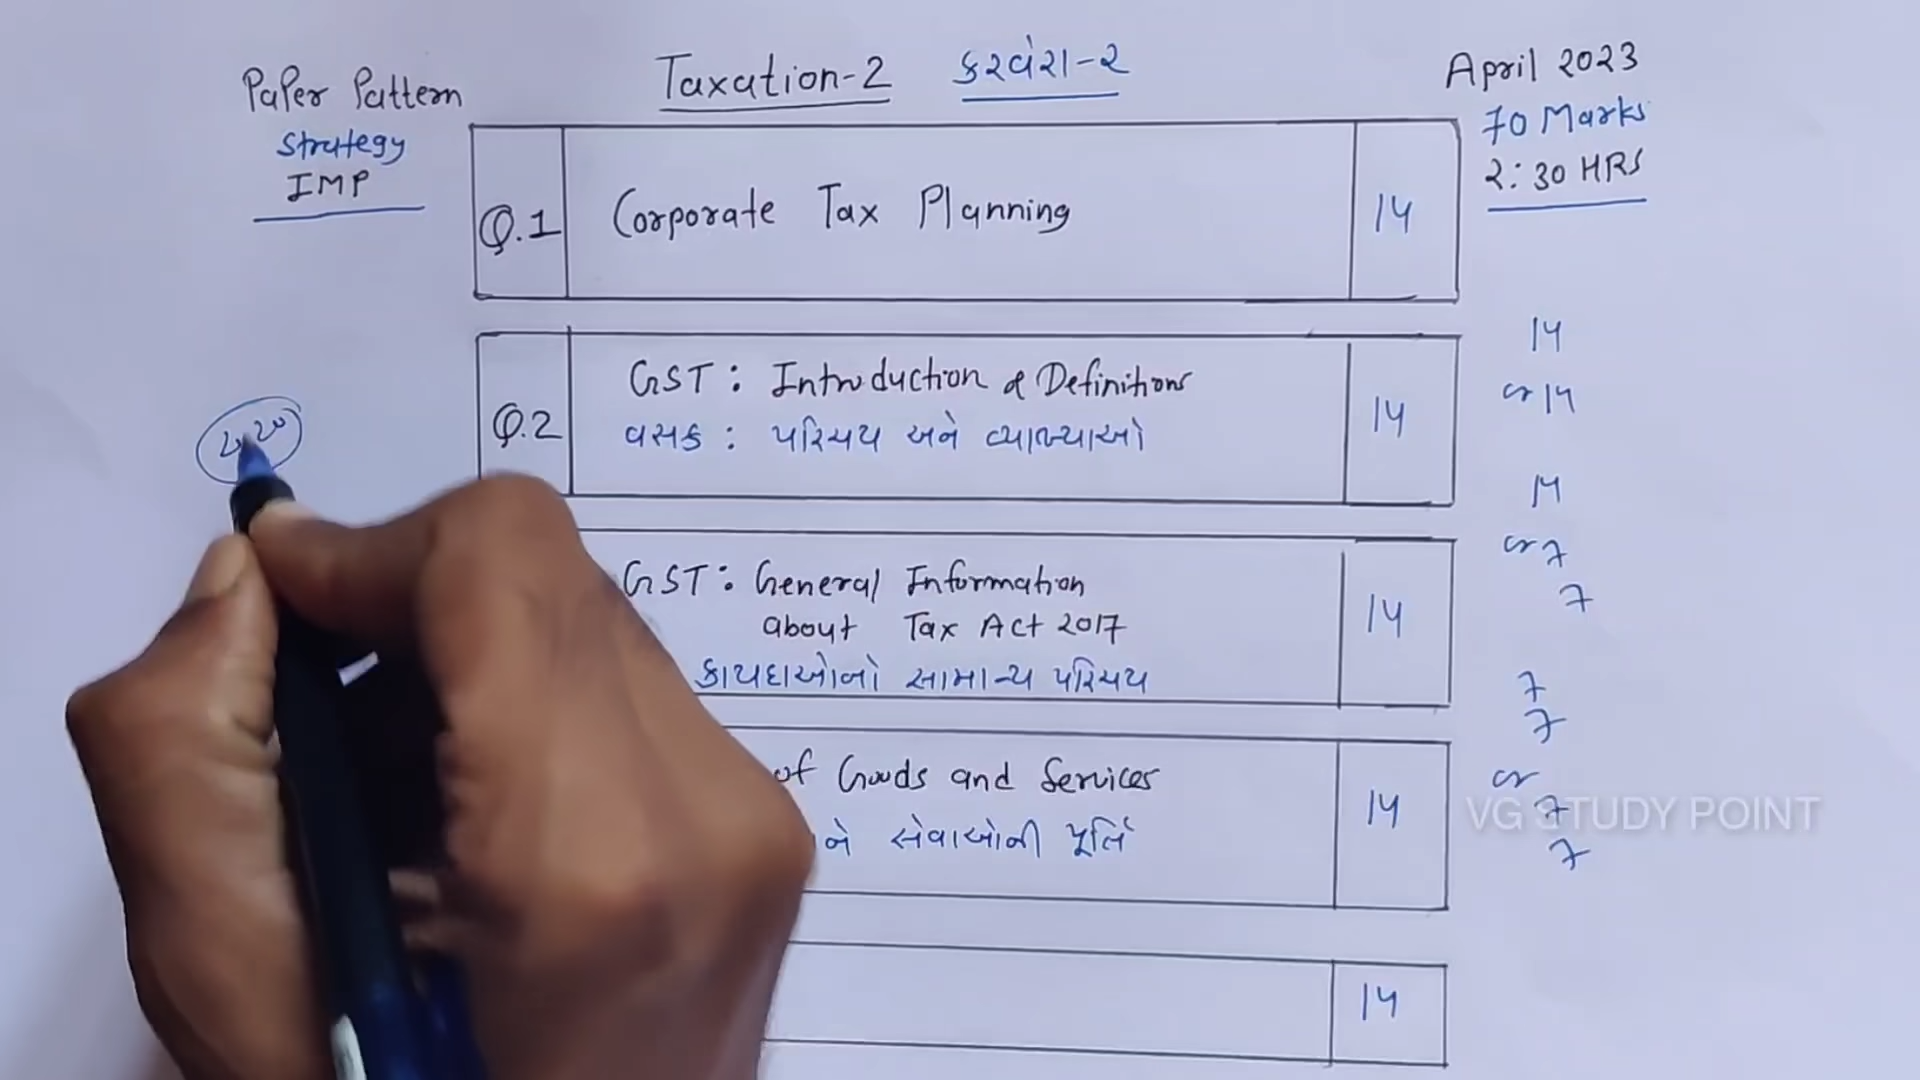 Paper Pattern
Strategy
IMP
Taxation-2 કરવેરા-૨
April 2023
70 Marks
2:30 HRS
Q.1 Corporate Tax Planning 14
14
or 14
Q.2 GST: Introduction & Definitions 14
વસક : પરિચય અને વ્યાખ્યાઓ
2020
14
or 7
7
GST: General Information 14
about Tax Act 2017
કાયદાઓનો સામાન્ય પરિચય
7
7
or
7
7
of Goods and Services 14
ને સેવાઓની પૂર્તિ
VG STUDY POINT
14